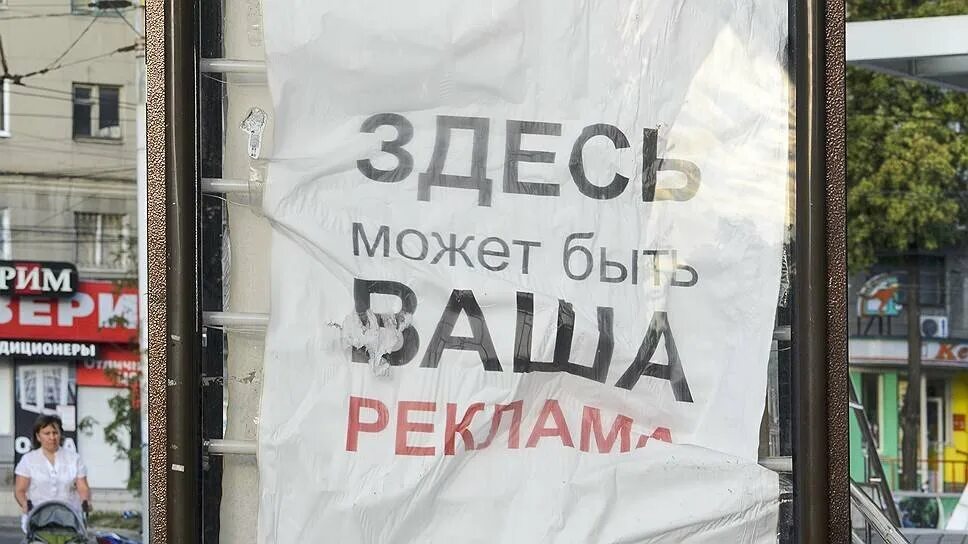 ЗДЕСЬ
может быть
ВАША
РЕКЛАМА
РИМ
ВЕРИ
ДИЦИОНЕРЫ